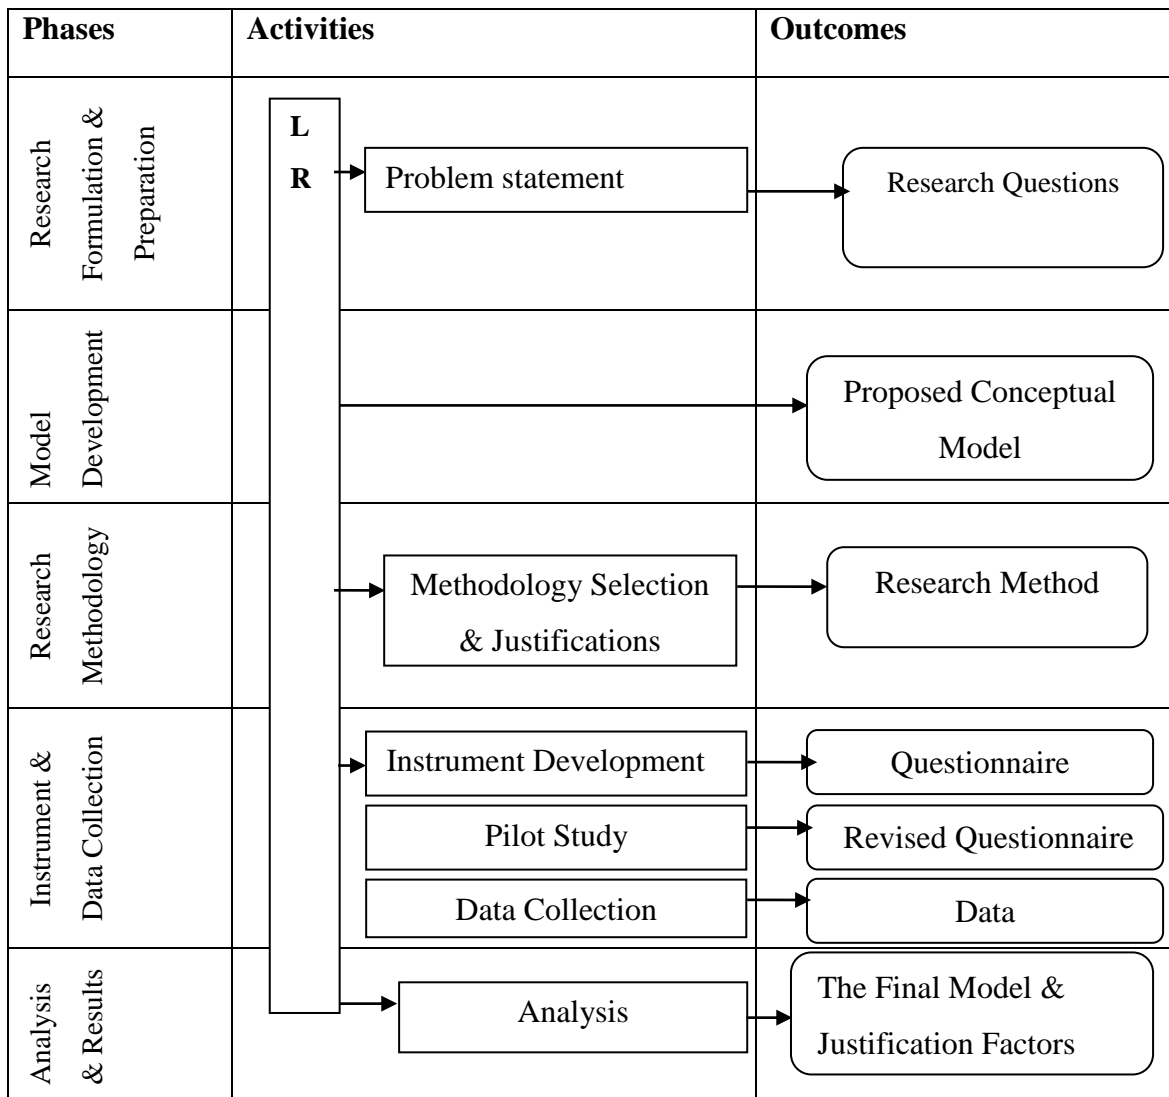 Phases
Activities
Outcomes
Research
Formulation &
Preparation
L
R
Problem statement
Research Questions
Model
Development
Proposed Conceptual
Model
Research
Methodology
Methodology Selection
& Justifications
Research Method
Instrument &
Data Collection
Instrument Development
Questionnaire
Pilot Study
Revised Questionnaire
Data Collection
Data
Analysis
& Results
Analysis
The Final Model &
Justification Factors